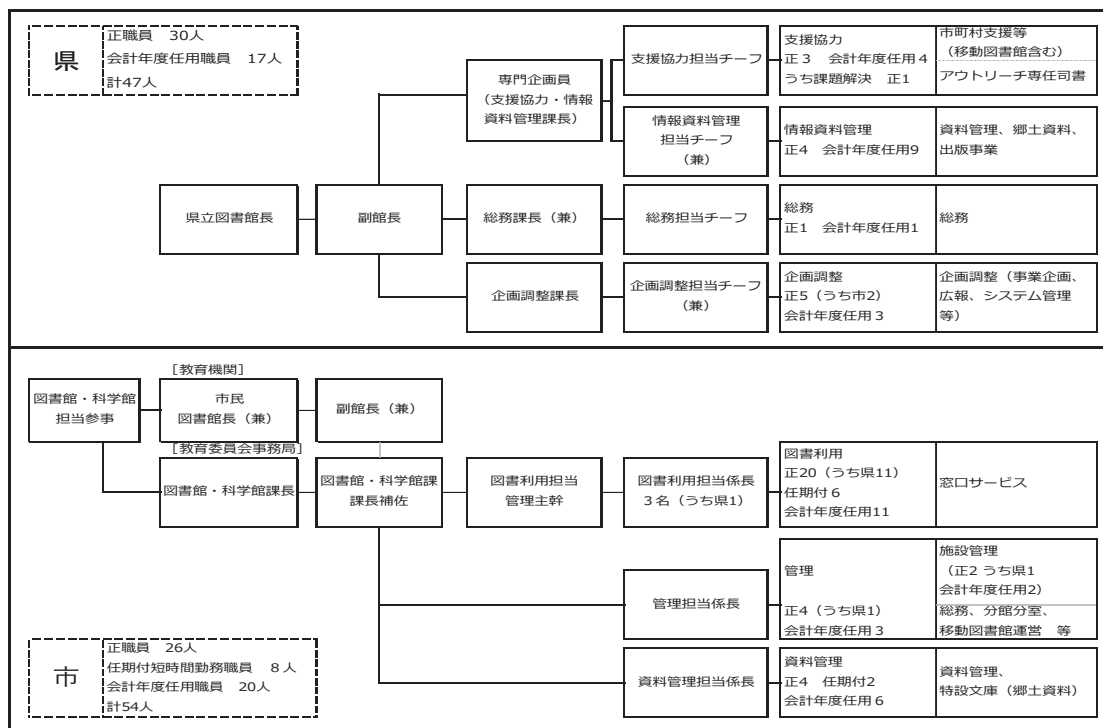 県
正職員　30人
会計年度任用職員　17人
計47人
県立図書館長
副館長
専門企画員
（支援協力・情報
資料管理課長）
支援協力担当チーフ
支援協力
正３　会計年度任用４
うち課題解決　正1
市町村支援等
（移動図書館含む）
アウトリーチ専任司書
情報資料管理
担当チーフ
（兼）
情報資料管理
正4　会計年度任用9
資料管理、郷土資料、
出版事業
総務課長（兼）
総務担当チーフ
総務
正1　会計年度任用1
総務
企画調整課長
企画調整担当チーフ
（兼）
企画調整
正5（うち市2）
会計年度任用３
企画調整（事業企画、
広報、システム管理
等）
[教育機関]
図書館・科学館
担当参事
市民
図書館長（兼）
副館長（兼）
[教育委員会事務局]
図書館・科学館課長
図書館・科学館課
課長補佐
図書利用担当
管理主幹
図書利用担当係長
３名（うち県1）
図書利用
正20（うち県11）
任期付６
会計年度任用11
窓口サービス
管理担当係長
管理
正4（うち県1）
会計年度任用３
施設管理
（正2 うち県1
会計年度任用2）
総務、分館分室、
移動図書館運営　等
資料管理担当係長
資料管理
正4　任期付2
会計年度任用６
資料管理、
特設文庫（郷土資料）
市
正職員　26人
任期付短時間勤務職員　８人
会計年度任用職員　20人
計54人